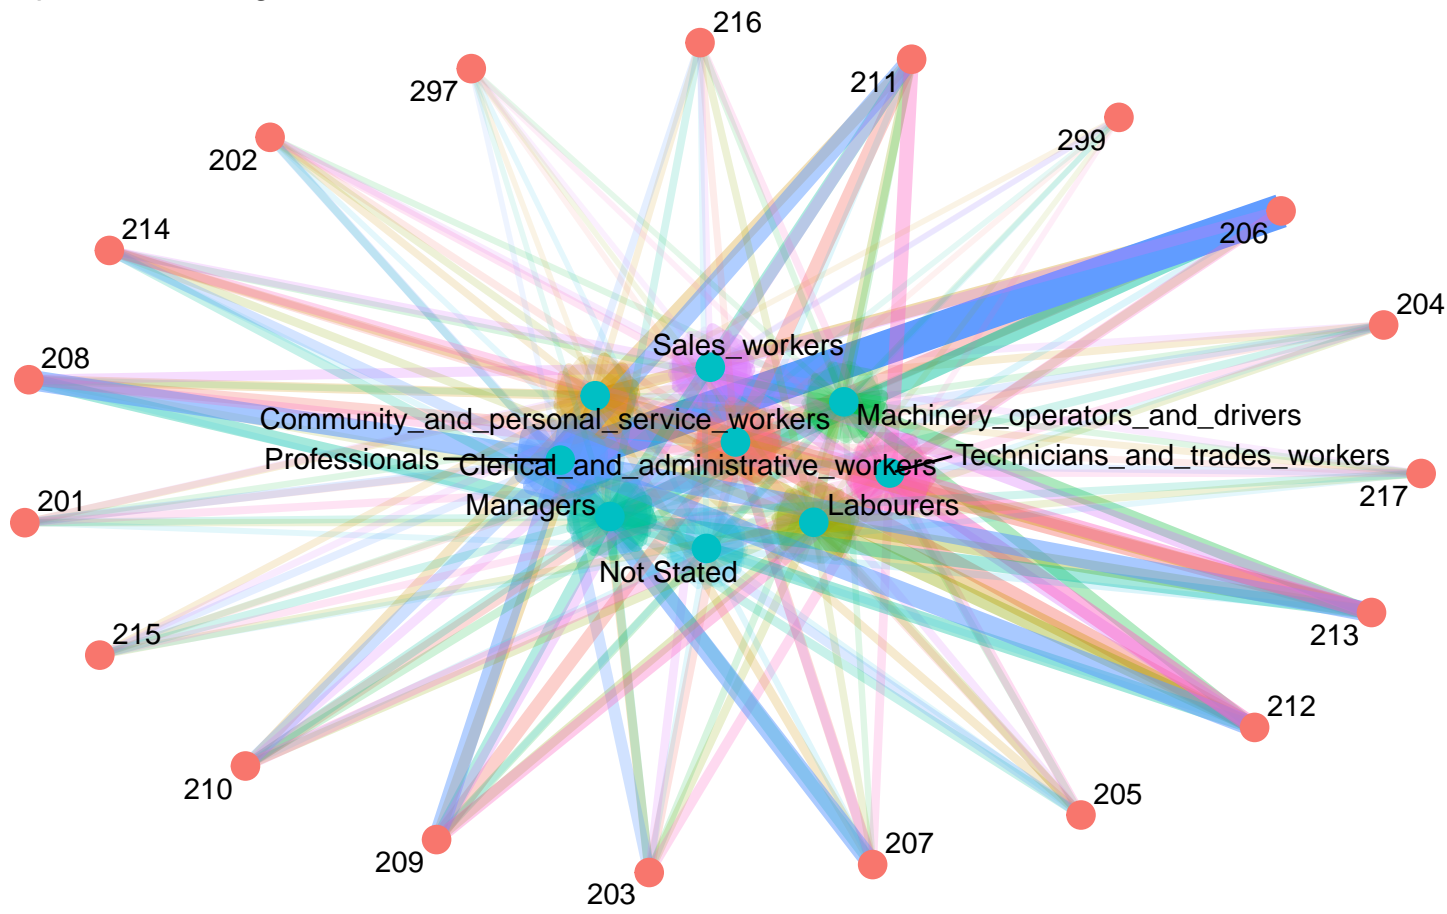 216
211
297
299
202
206
214
204
Sales_workers
208
Community_and_personal_service_workers
Machinery_operators_and_drivers
Professionals
Clerical_and_administrative_workers
Technicians_and_trades_workers
217
Managers
Labourers
201
Not Stated
215
213
212
210
205
209
207
203